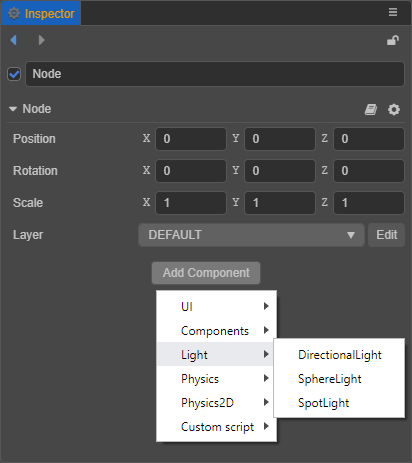 Inspector
Node
Node
Position X 0 Y 0 Z 0
Rotation X 0 Y 0 Z 0
Scale X 1 Y 1 Z 1
Layer DEFAULT Edit
Add Component
UI
Components
Light DirectionalLight
Physics SphereLight
Physics2D SpotLight
Custom script